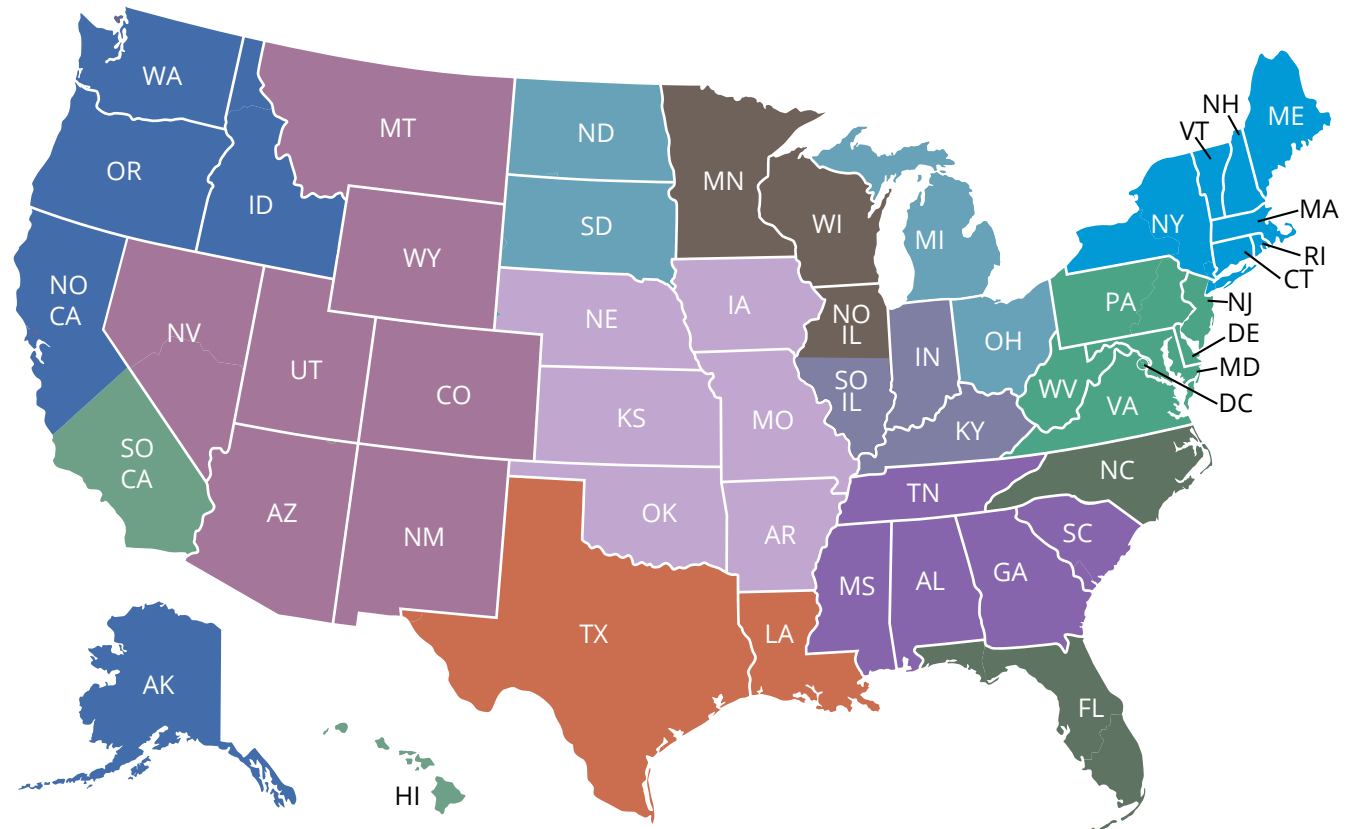 WA
MT
ND
MN
ME
NH
VT
OR
ID
SD
WI
MI
NY
MA
RI
CT
WY
NO
CA
NV
NE
IA
NO
IL
IN
OH
PA
NJ
DE
MD
DC
UT
CO
KS
MO
SO
IL
KY
WV
VA
SO
CA
AZ
NM
OK
AR
TN
NC
SC
MS
AL
GA
TX
LA
FL
AK
HI